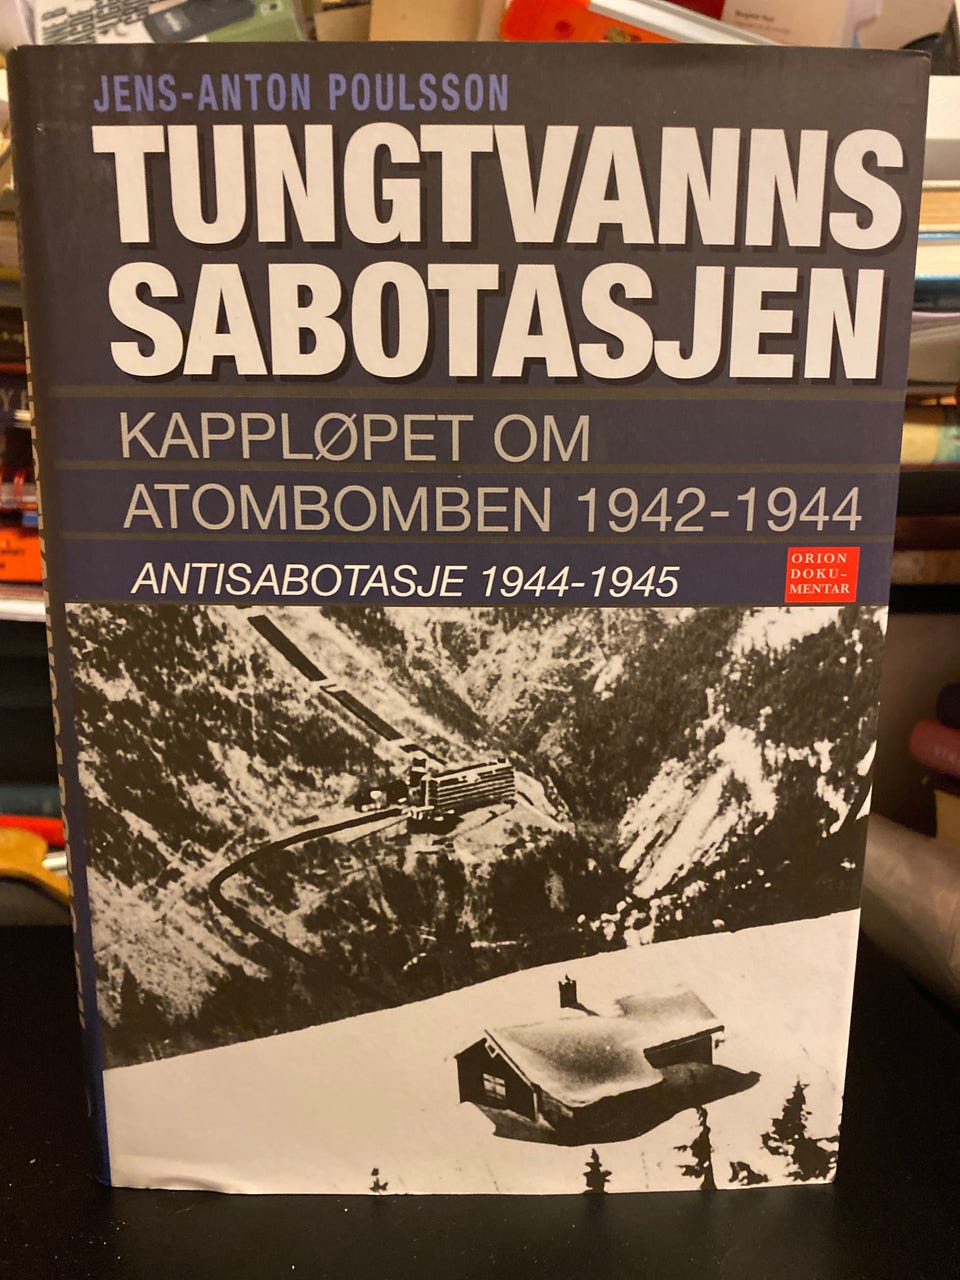 JENS-ANTON POULSSON
TUNGTVANNS
SABOTASJEN
KAPPLØPET OM
ATOMBOMBEN 1942-1944
ANTISABOTASJE 1944-1945
ORION
DOKU-
MENTAR